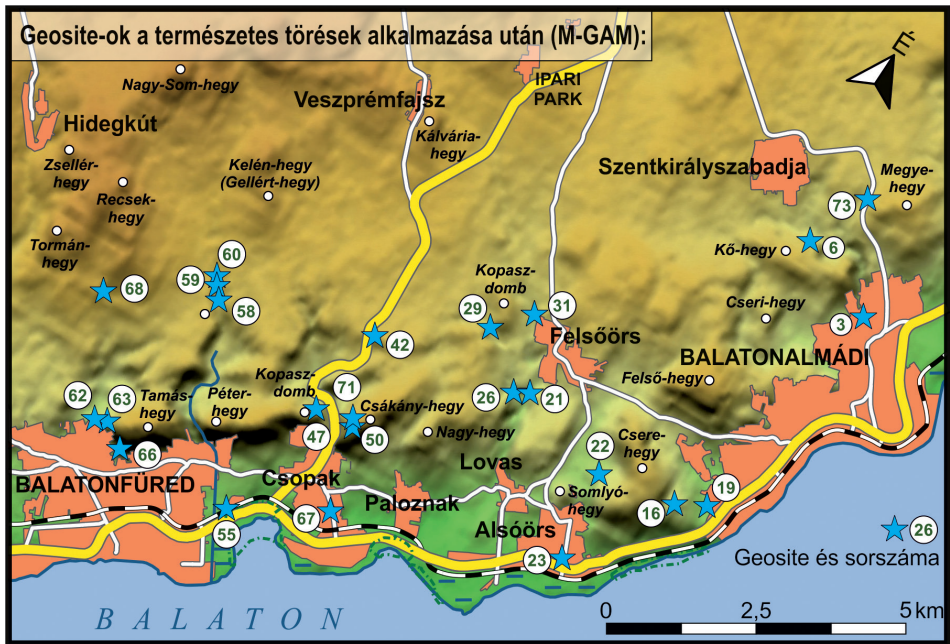 Geosite-ok a természetes törések alkalmazása után (M-GAM):
É
Nagy-Som-hegy
Veszprémfajsz
IPARI
PARK
Hidegkút
Kálvária-
hegy
Zsellér-
hegy
Kelén-hegy
(Gellért-hegy)
Szentkirályszabadja
Megye-
hegy
Recsek-
hegy
73
Tormán-
hegy
Kő-hegy
6
60
59
68
58
Kopasz-
domb
29
31
Cseri-hegy
3
42
Felsőörs
BALATONALMÁDI
62
63
Tamás-
hegy
Péter-
hegy
Kopasz-
domb
71
Csákány-hegy
26
21
Felső-hegy
47
50
Nagy-hegy
66
22
Csere-
hegy
BALATONFÜRED
Csopak
Lovas
19
Paloznak
Somlyó-
hegy
16
55
67
Alsóörs
23
26
Geosite és sorszáma
BALATON
0
2,5
5 km